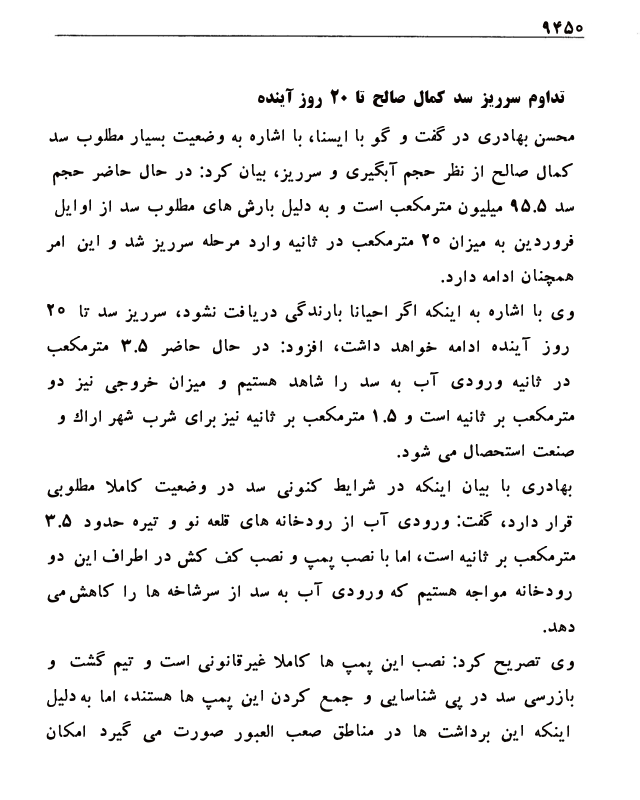 ۹۴۵۰
تداوم سرریز سد کمال صالح تا ۲۰ روز آینده
محسن بهادری در گفت و گو با ایسنا، با اشاره به وضعیت بسیار مطلوب سد
کمال صالح از نظر حجم آبگیری و سرریز، بیان کرد: در حال حاضر حجم
سد ۹۵.۵ میلیون مترمکعب است و به دلیل بارش های مطلوب سد از اوایل
فروردین به میزان ۲۰ مترمکعب در ثانیه وارد مرحله سرریز شد و این امر
همچنان ادامه دارد.
وی با اشاره به اینکه اگر احیانا بارندگی دریافت نشود، سرریز سد تا ۲۰
روز آینده ادامه خواهد داشت، افزود: در حال حاضر ۳.۵ مترمکعب
در ثانیه ورودی آب به سد را شاهد هستیم و میزان خروجی نیز دو
مترمکعب بر ثانیه است و ۱.۵ مترمکعب بر ثانیه نیز برای شرب شهر اراك و
صنعت استحصال می شود.
بهادری با بیان اینکه در شرایط کنونی سد در وضعیت کاملا مطلوبی
قرار دارد، گفت: ورودی آب از رودخانه های قلعه نو و تیره حدود ۳.۵
مترمکعب بر ثانیه است، اما با نصب پمپ و نصب کف کش در اطراف این دو
رودخانه مواجه هستیم که ورودی آب به سد از سرشاخه ها را کاهش می
دهد.
وی تصریح کرد: نصب این پمپ ها کاملا غیرقانونی است و تیم گشت و
بازرسی سد در پی شناسایی و جمع کردن این پمپ ها هستند، اما به دلیل
اینکه این برداشت ها در مناطق صعب العبور صورت می گیرد امکان